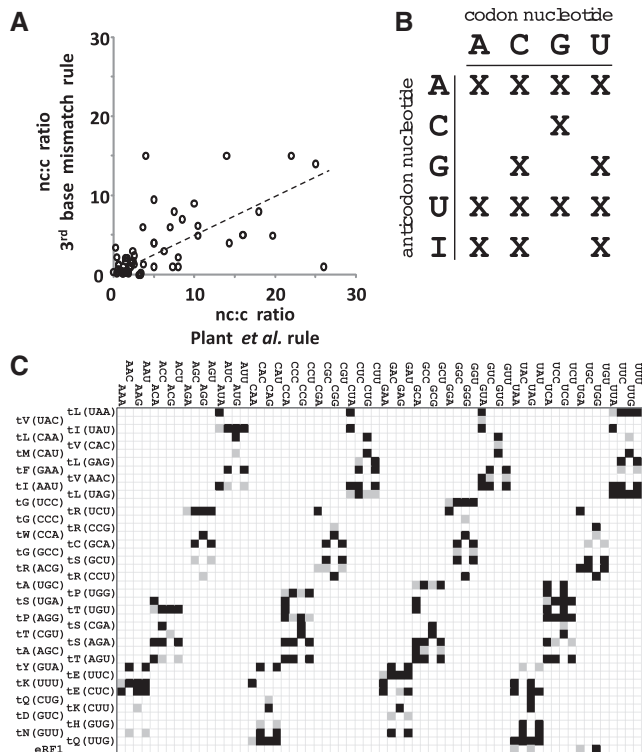 A
30
20
10
0
0
10
20
30
nc:c ratio
3rd base mismatch rule
nc:c ratio
Plant et al. rule
B
codon nucleotide
A C G U
anticodon nucleotide
A X X X X
C X
G X X
U X X X X
I X X X
C
AAC AAU ACC ACU AGC AGU AUC AUU CAC CAU CCC CCU CGC CGU CUC CUU GAC GAU GCC GCU GGC GGU GUC GUU UAC UAU UCC UCU UGC UGU UUC UUU
AAA AAG ACA ACG AGA AGG AUA AUG CAA CAG CCA CCG CGA CGG CUA CUG GAA GAG GCA GCG GGA GGG GUA GUG UAA UAG UCA UCG UGA UGG UUA UUG
tL(UAA)
tV(UAC)
tI(UAU)
tL(CAA)
tV(CAC)
tM(CAU)
tL(GAG)
tF(GAA)
tV(AAC)
tI(AAU)
tL(UAG)
tG(UCC)
tR(UCU)
tG(CCC)
tR(CCG)
tW(CCA)
tC(GCA)
tG(GCC)
tS(GCU)
tR(ACG)
tR(CCU)
tA(UGC)
tP(UGG)
tS(UGA)
tT(UGU)
tP(AGG)
tS(CGA)
tT(CGU)
tS(AGA)
tA(AGC)
tT(AGU)
tY(GUA)
tE(UUC)
tK(UUU)
tE(CUC)
tQ(CUG)
tK(CUU)
tD(GUC)
tH(GUG)
tN(GUU)
tQ(UUG)
eRF1